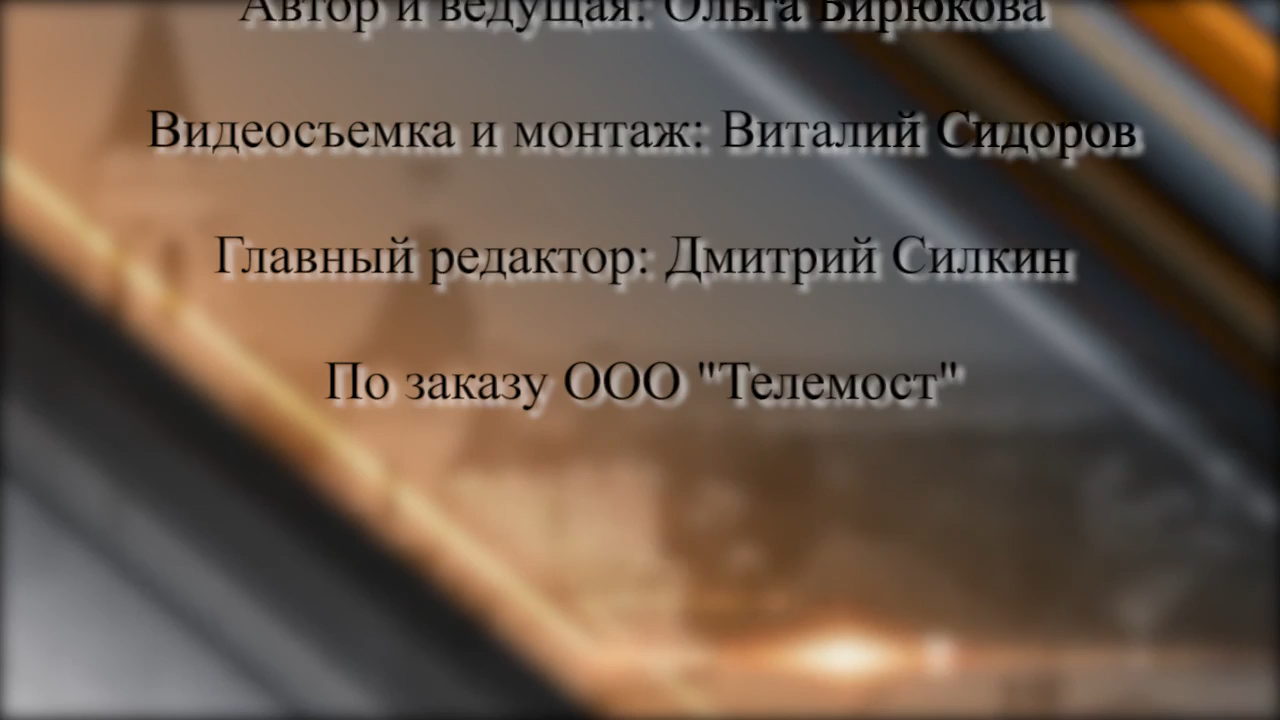 Автор и ведущая: Ольга Бирюкова
Видеосъемка и монтаж: Виталий Сидоров
Главный редактор: Дмитрий Силкин
По заказу ООО "Телемост"